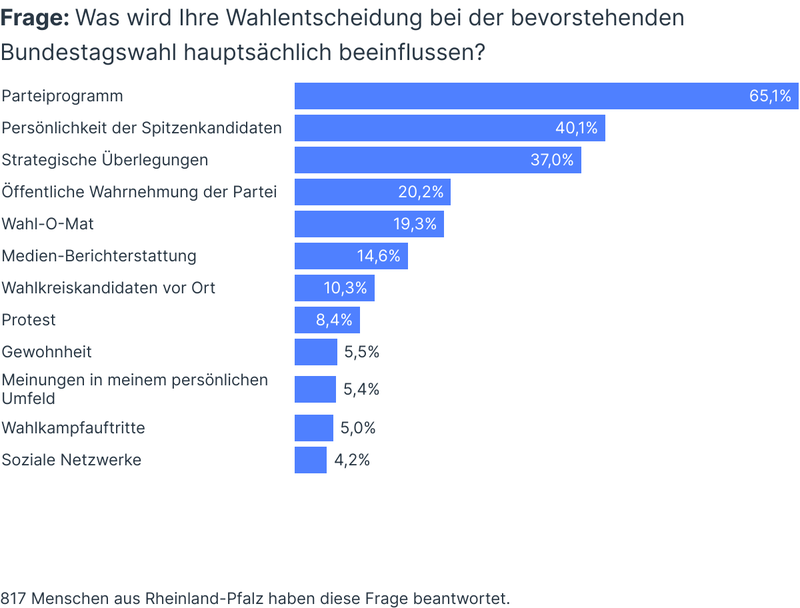 Frage: Was wird Ihre Wahlentscheidung bei der bevorstehenden
Bundestagswahl hauptsächlich beeinflussen?
Parteiprogramm 65,1%
Persönlichkeit der Spitzenkandidaten 40,1%
Strategische Überlegungen 37,0%
Öffentliche Wahrnehmung der Partei 20,2%
Wahl-O-Mat 19,3%
Medien-Berichterstattung 14,6%
Wahlkreiskandidaten vor Ort 10,3%
Protest 8,4%
Gewohnheit 5,5%
Meinungen in meinem persönlichen
Umfeld 5,4%
Wahlkampfauftritte 5,0%
Soziale Netzwerke 4,2%
817 Menschen aus Rheinland-Pfalz haben diese Frage beantwortet.